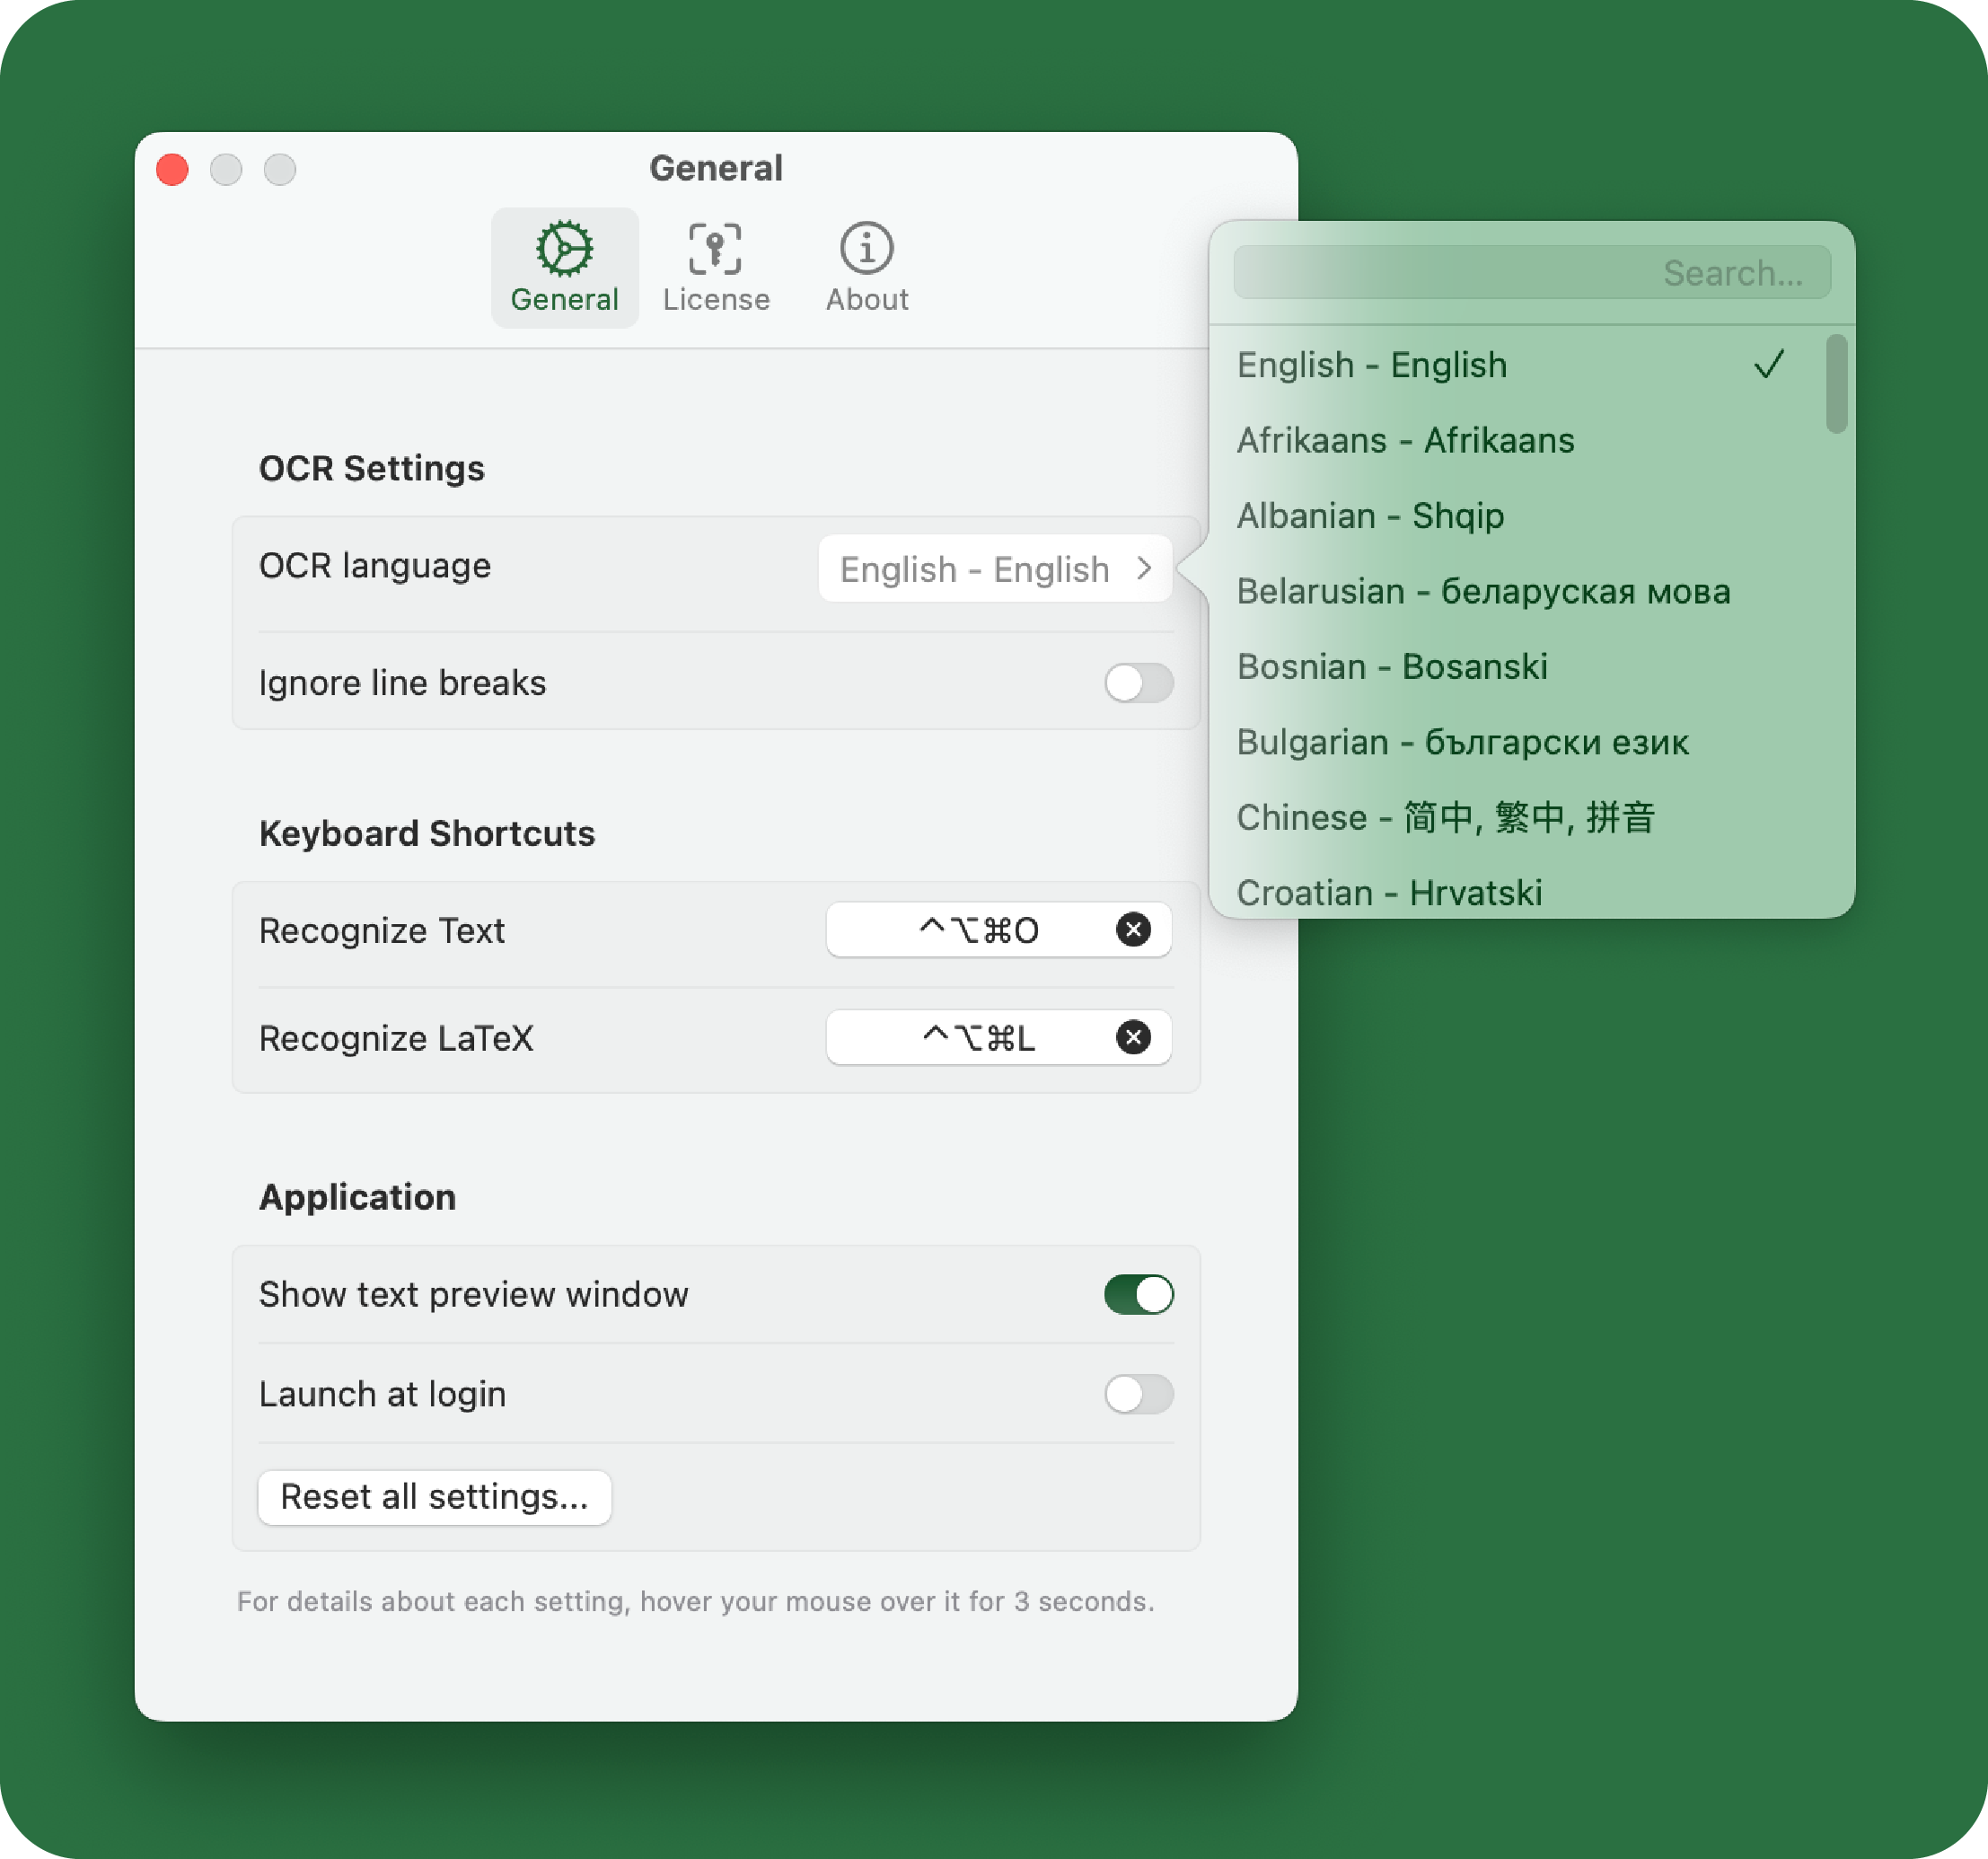 General
General
License
About
OCR Settings
OCR language
English - English
Ignore line breaks
Keyboard Shortcuts
Recognize Text
^⌥⌘O
Recognize LaTeX
^⌥⌘L
Application
Show text preview window
Launch at login
Reset all settings...
For details about each setting, hover your mouse over it for 3 seconds.
Search...
English - English
Afrikaans - Afrikaans
Albanian - Shqip
Belarusian - беларуская мова
Bosnian - Bosanski
Bulgarian - български език
Chinese - 简中, 繁中, 拼音
Croatian - Hrvatski